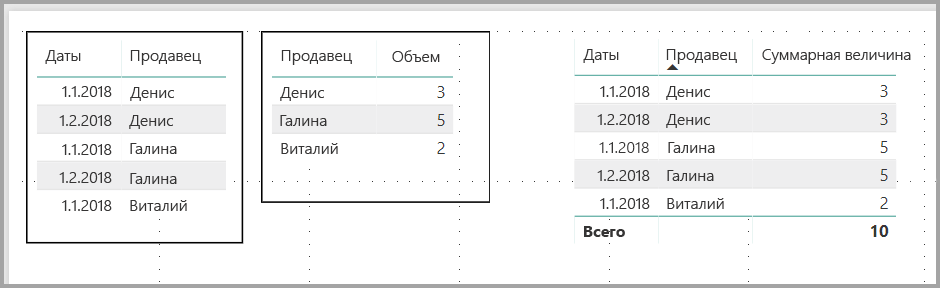 Даты Продавец
1.1.2018 Денис
1.2.2018 Денис
1.1.2018 Галина
1.2.2018 Галина
1.1.2018 Виталий
Продавец Объем
Денис 3
Галина 5
Виталий 2
Даты Продавец Суммарная величина
1.1.2018 Денис 3
1.2.2018 Денис 3
1.1.2018 Галина 5
1.2.2018 Галина 5
1.1.2018 Виталий 2
Всего 10